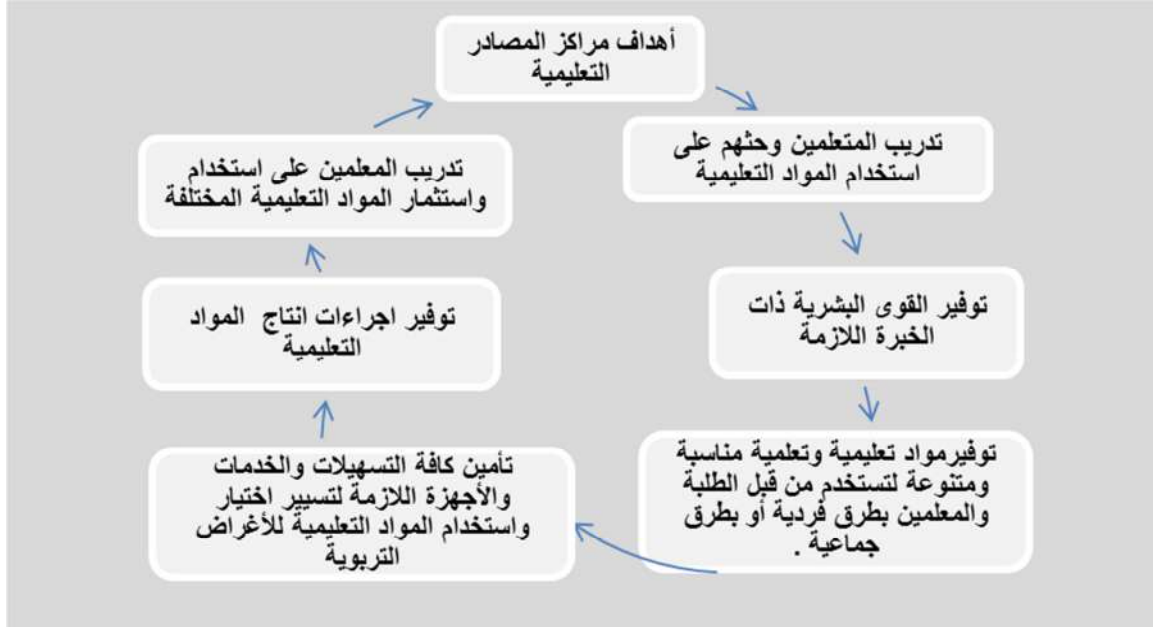 أهداف مراكز المصادر
التعليمية
تدريب المتعلمين وحثهم على
استخدام المواد التعليمية
توفير القوى البشرية ذات
الخبرة اللازمة
توفيرمواد تعليمية وتعلمية مناسبة
ومتنوعة لتستخدم من قبل الطلبة
والمعلمين بطرق فردية أو بطرق
جماعية .
تأمين كافة التسهيلات والخدمات
والأجهزة اللازمة لتسيير اختيار
واستخدام المواد التعليمية للأغراض
التربوية
توفير اجراءات انتاج المواد
التعليمية
تدريب المعلمين على استخدام
واستثمار المواد التعليمية المختلفة